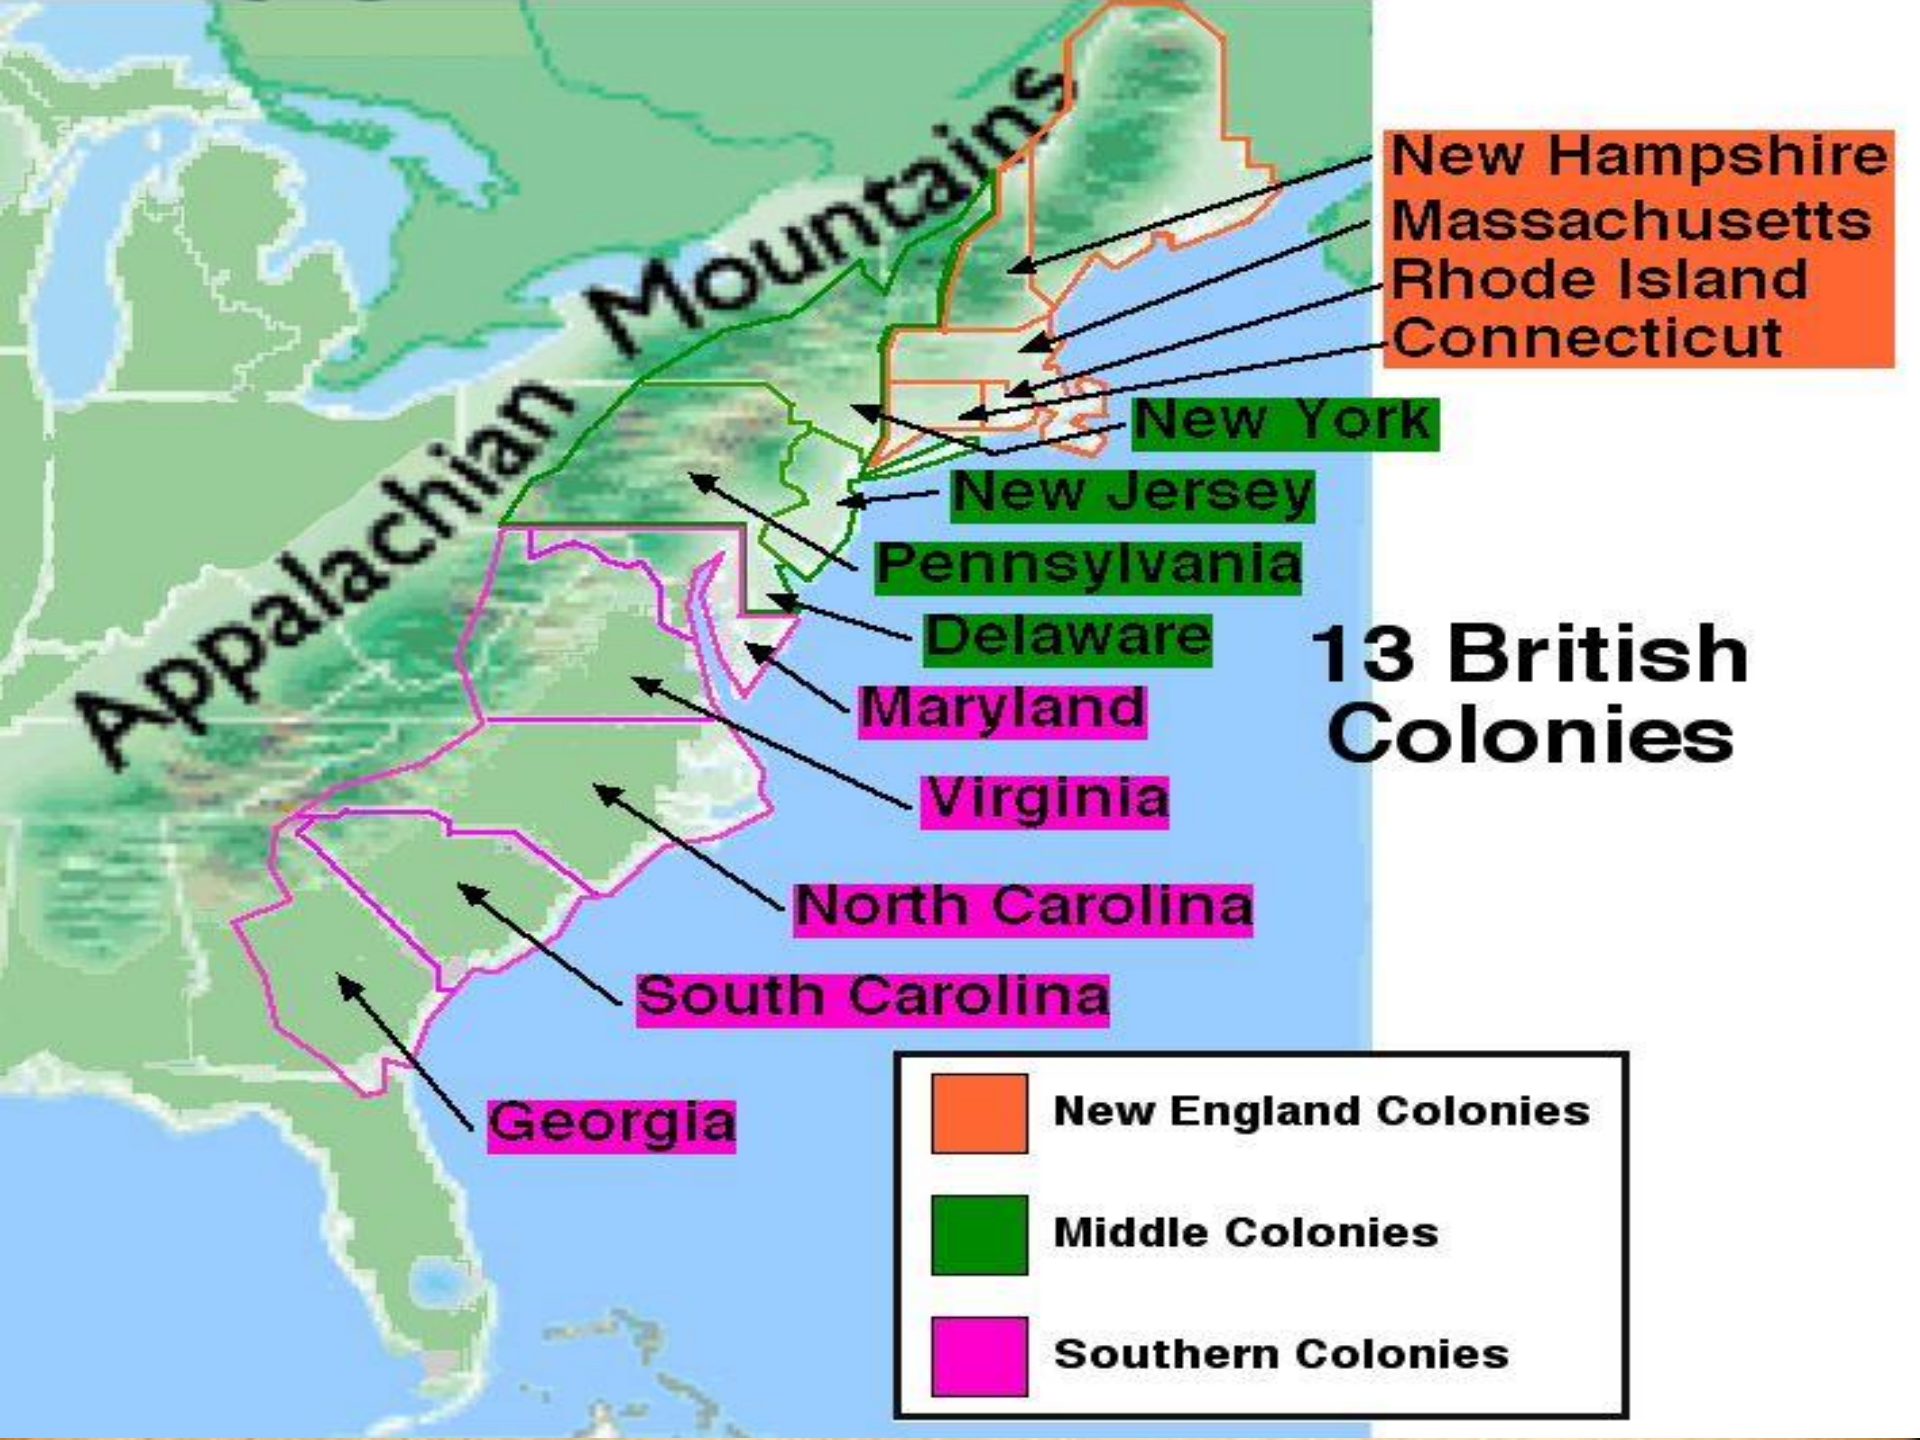 Appalachian Mountains
New Hampshire
Massachusetts
Rhode Island
Connecticut
New York
New Jersey
Pennsylvania
Delaware
Maryland
Virginia
North Carolina
South Carolina
Georgia
13 British
Colonies
New England Colonies
Middle Colonies
Southern Colonies